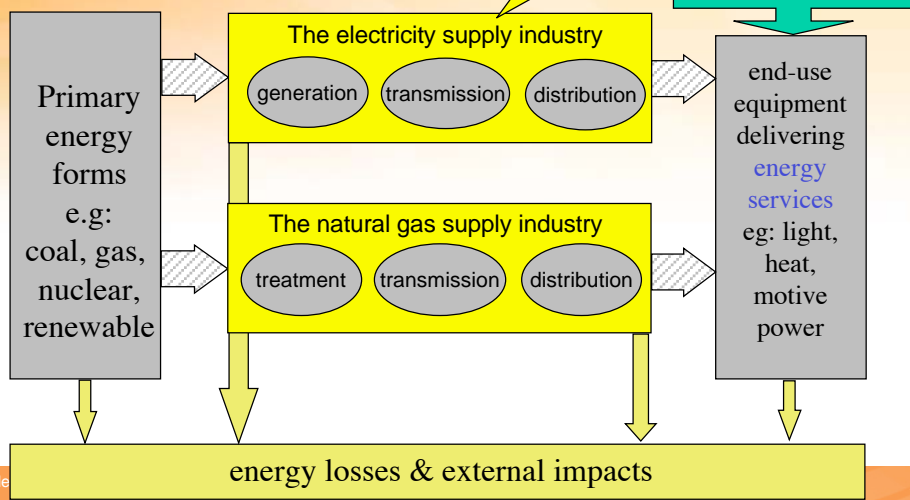 Primary
energy
forms
e.g:
coal, gas,
nuclear,
renewable
The electricity supply industry
generation
transmission
distribution
The natural gas supply industry
treatment
transmission
distribution
end-use
equipment
delivering
energy
services
eg: light,
heat,
motive
power
energy losses & external impacts